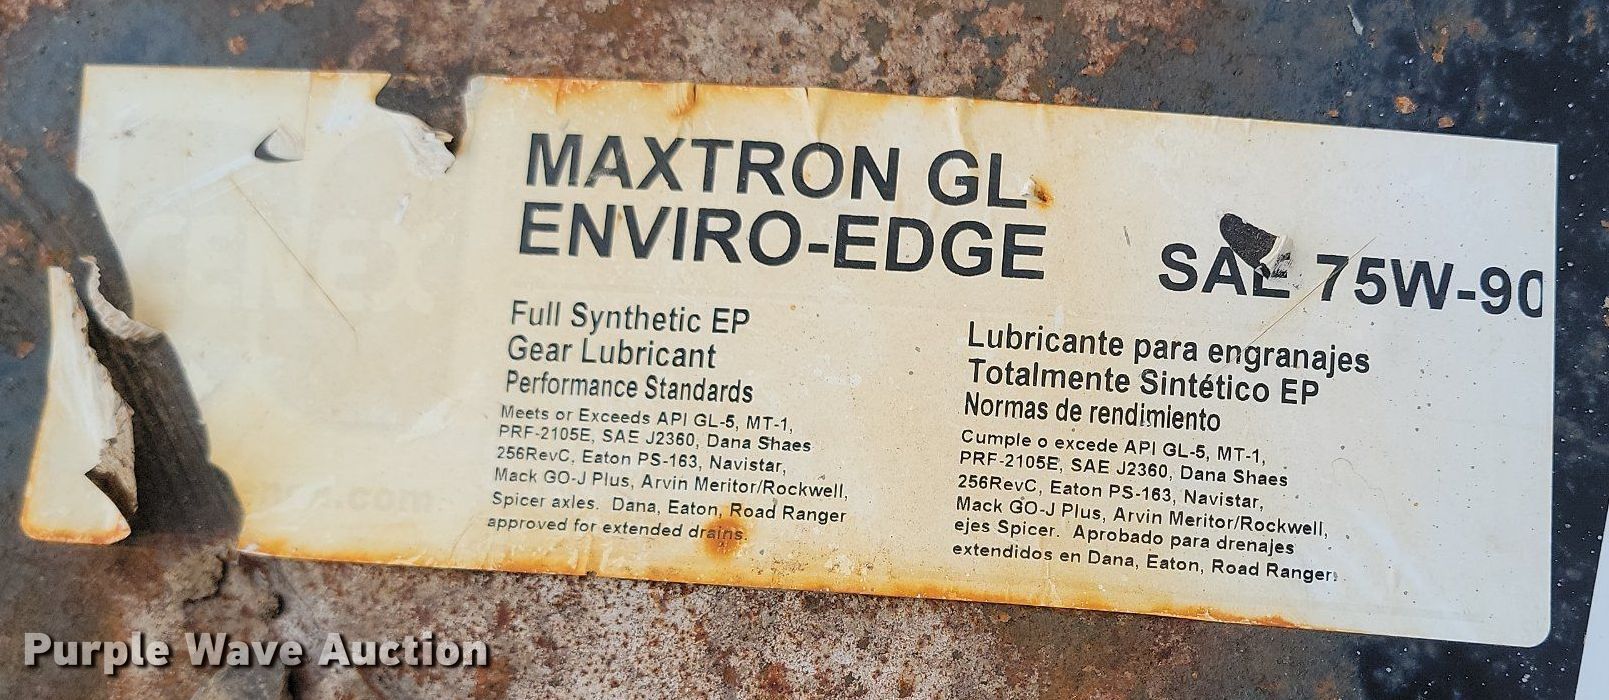 MAXTRON GL
ENVIRO-EDGE
SAE 75W-90
Full Synthetic EP
Gear Lubricant
Performance Standards
Meets or Exceeds API GL-5, MT-1,
PRF-2105E, SAE J2360, Dana Shaes
256RevC, Eaton PS-163, Navistar,
Mack GO-J Plus, Arvin Meritor/Rockwell,
Spicer axles. Dana, Eaton, Road Ranger
approved for extended drains.
Lubricante para engranajes
Totalmente Sintético EP
Normas de rendimiento
Cumple o excede API GL-5, MT-1,
PRF-2105E, SAE J2360, Dana Shaes
256RevC, Eaton PS-163, Navistar,
Mack GO-J Plus, Arvin Meritor/Rockwell,
ejes Spicer. Aprobado para drenajes
extendidos en Dana, Eaton, Road Ranger.
Purple Wave Auction